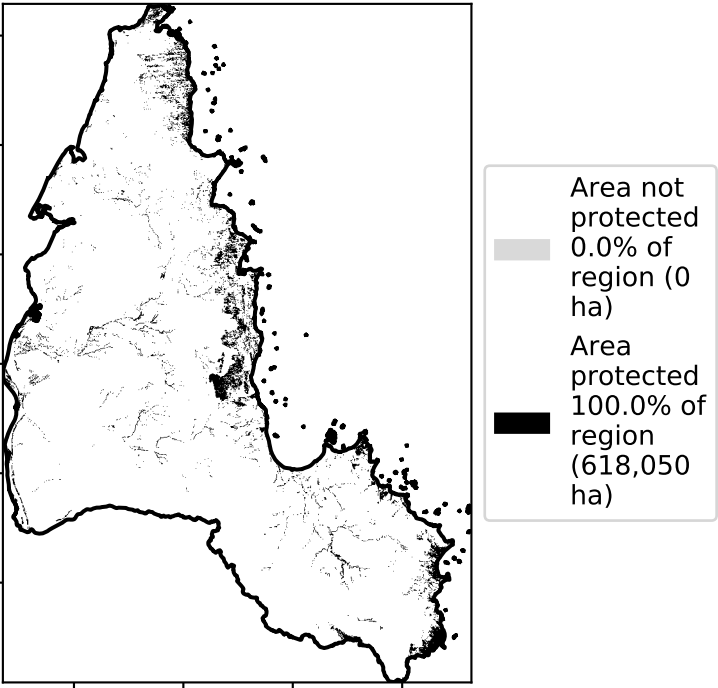 Area not
protected
0.0% of
region (0
ha)
Area
protected
100.0% of
region
(618,050
ha)